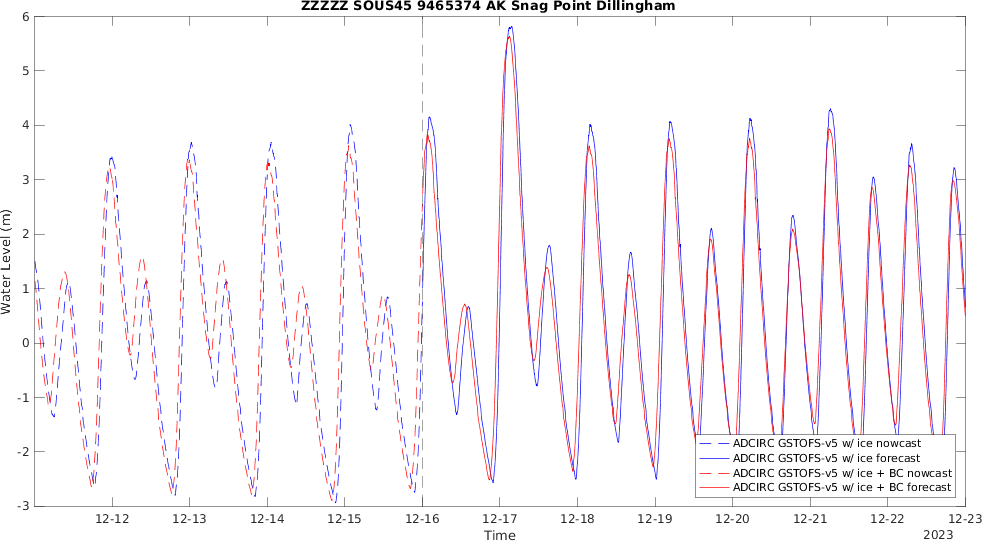 ZZZZZ SOUS45 9465374 AK Snag Point Dillingham
Water Level (m)
6
5
4
3
2
1
0
-1
-2
-3
ADCIRC GSTOFS-v5 w/ ice nowcast
ADCIRC GSTOFS-v5 w/ ice forecast
ADCIRC GSTOFS-v5 w/ ice + BC nowcast
ADCIRC GSTOFS-v5 w/ ice + BC forecast
12-12 12-13 12-14 12-15 12-16 12-17 12-18 12-19 12-20 12-21 12-22 12-23
Time
2023